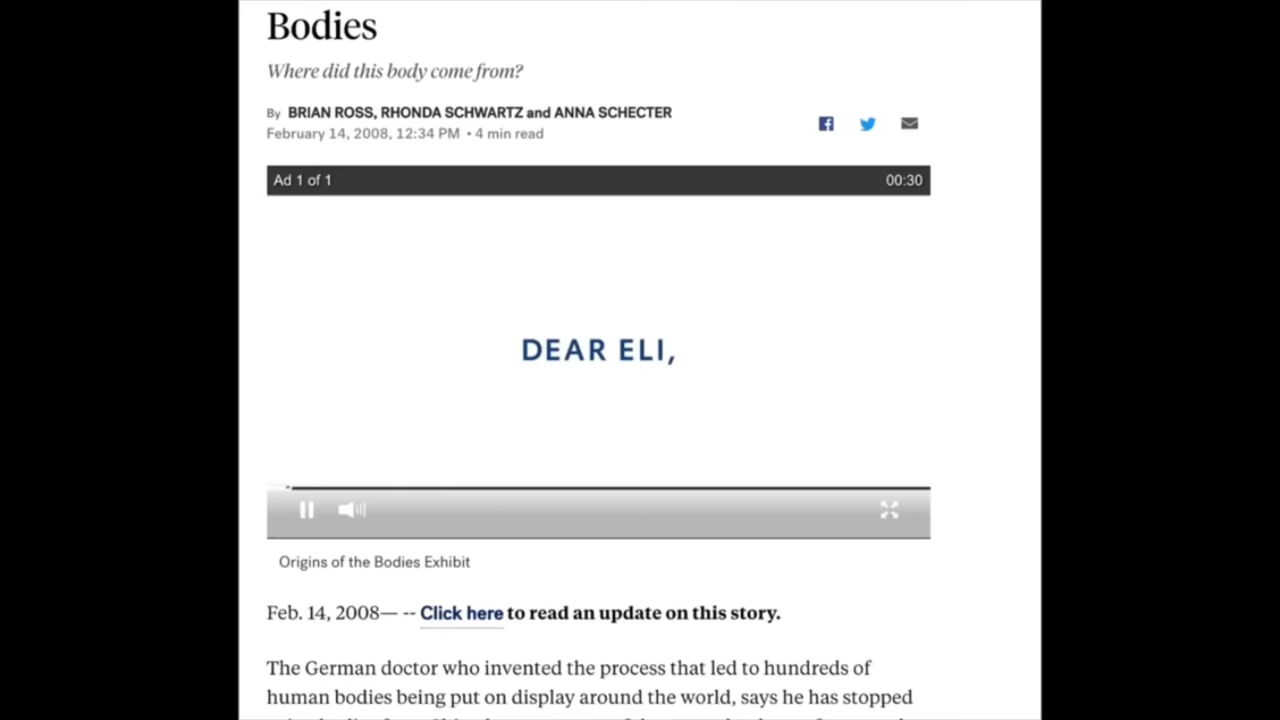 Bodies
Where did this body come from?
By BRIAN ROSS, RHONDA SCHWARTZ and ANNA SCHECTER
February 14, 2008, 12:34 PM • 4 min read
Ad 1 of 1 00:30
DEAR ELI,
Origins of the Bodies Exhibit
Feb. 14, 2008— -- Click here to read an update on this story.
The German doctor who invented the process that led to hundreds of
human bodies being put on display around the world, says he has stopped